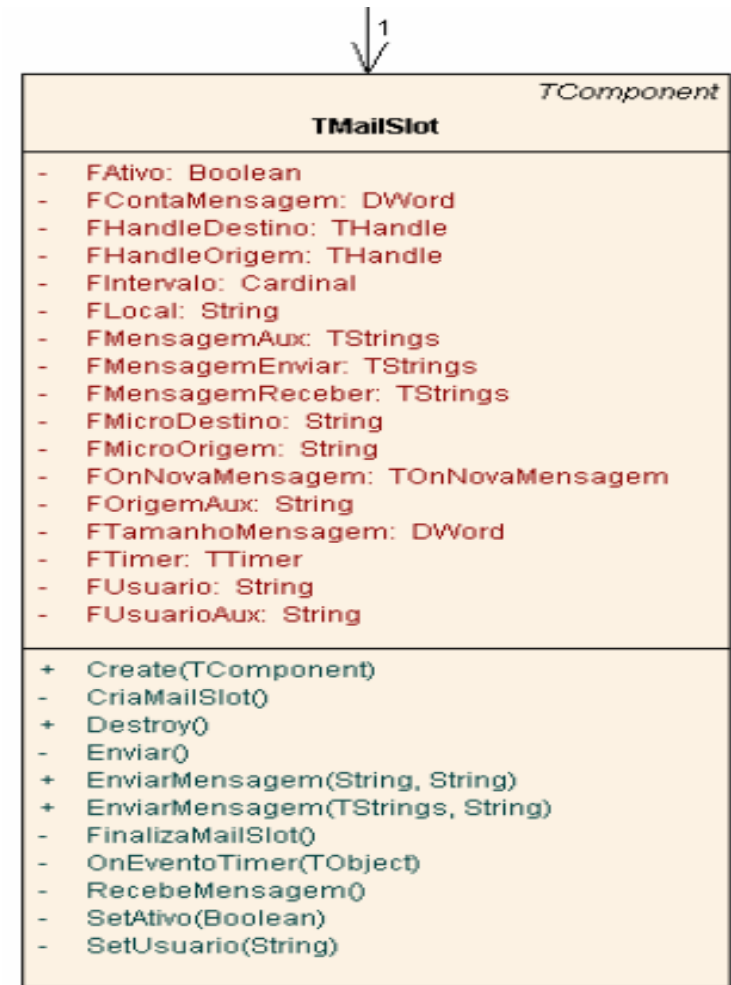 1
TComponent
TMailSlot
- FAtivo: Boolean
- FContaMensagem: DWord
- FHandleDestino: THandle
- FHandleOrigem: THandle
- FIntervalo: Cardinal
- FLocal: String
- FMensagemAux: TStrings
- FMensagemEnviar: TStrings
- FMensagemReceber: TStrings
- FMicroDestino: String
- FMicroOrigem: String
- FOnNovaMensagem: TOnNovaMensagem
- FOrigemAux: String
- FTamanhoMensagem: DWord
- FTimer: TTimer
- FUsuario: String
- FUsuarioAux: String
+ Create(TComponent)
- CriaMailSlot()
+ Destroy()
- Enviar()
+ EnviarMensagem(String, String)
+ EnviarMensagem(TStrings, String)
- FinalizaMailSlot()
- OnEventoTimer(TObject)
- RecebeMensagem()
- SetAtivo(Boolean)
- SetUsuario(String)